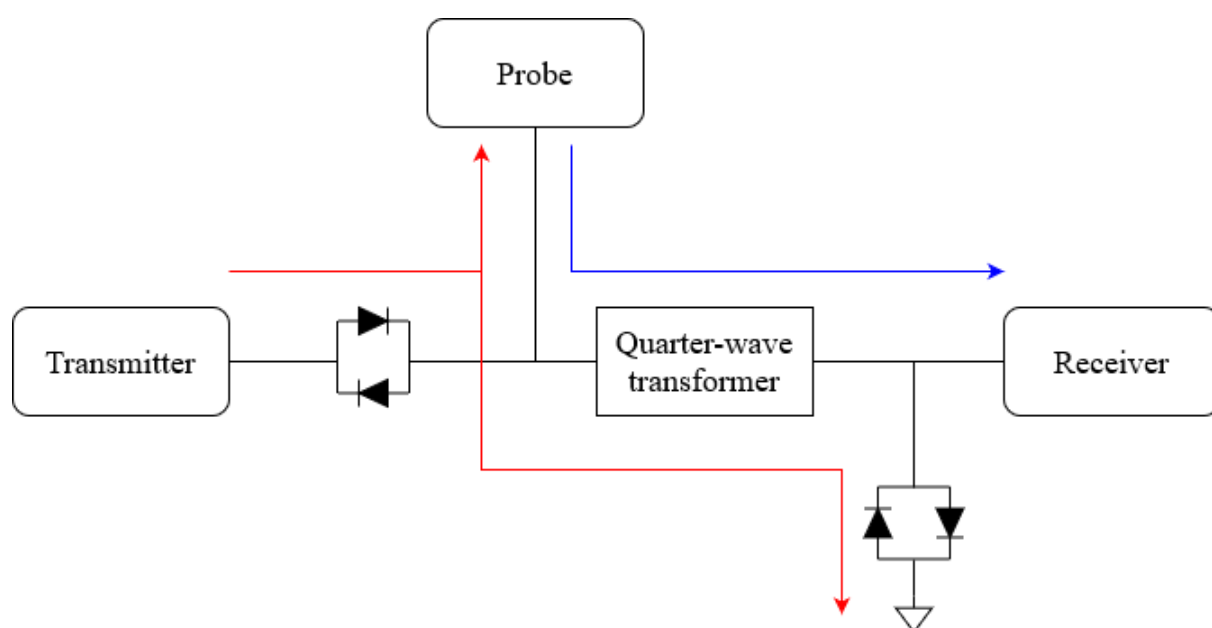 Probe
Transmitter
Quarter-wave
transformer
Receiver